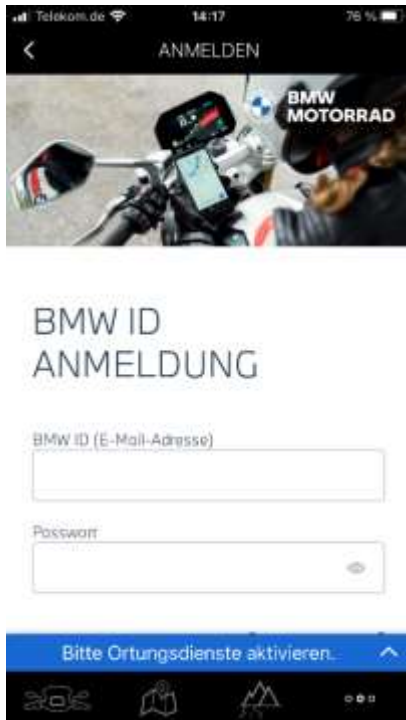 Telekom.de 14:17 76 %
ANMELDEN
BMW
MOTORRAD
BMW ID
ANMELDUNG
BMW ID (E-Mail-Adresse)
Passwort
Bitte Ortungsdienste aktivieren.